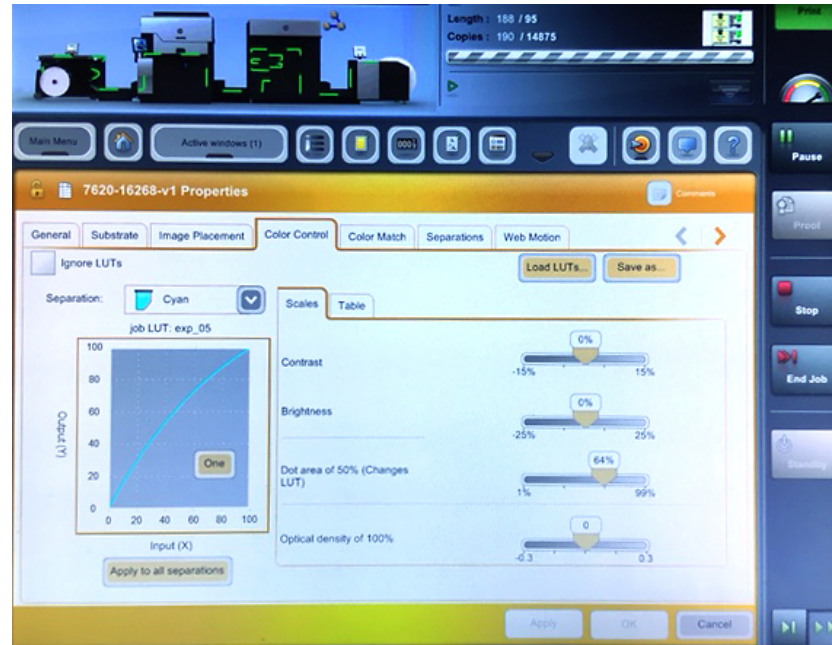 Length : 188 / 95
Copies : 190 / 14875
Print
Main Menu
Active windows (1)
Pause
7620-16268-v1 Properties
Comments
Proof
General Substrate Image Placement Color Control Color Match Separations Web Motion
Ignore LUTs
Load LUTs... Save as...
Separation: Cyan
Scales Table
Stop
job LUT: exp_05
100
80
60
40
20
0
Output (Y)
One
0 20 40 60 80 100
Input (X)
Apply to all separations
Contrast
0%
-15% 15%
Brightness
0%
-25% 25%
Dot area of 50% (Changes
LUT)
64%
1% 99%
Optical density of 100%
0
-0.3 0.3
End Job
Standby
Apply OK Cancel